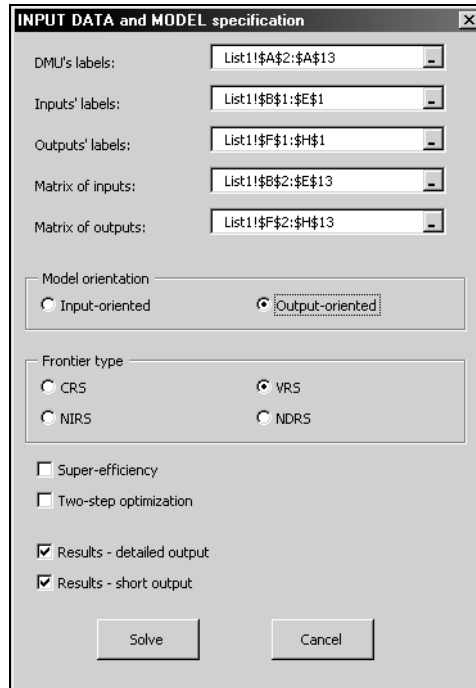 INPUT DATA and MODEL specification
DMU's labels: List1!$A$2:$A$13
Inputs' labels: List1!$B$1:$E$1
Outputs' labels: List1!$F$1:$H$1
Matrix of inputs: List1!$B$2:$E$13
Matrix of outputs: List1!$F$2:$H$13
Model orientation
Input-oriented Output-oriented
Frontier type
CRS VRS
NIRS NDRS
Super-efficiency
Two-step optimization
Results - detailed output
Results - short output
Solve Cancel